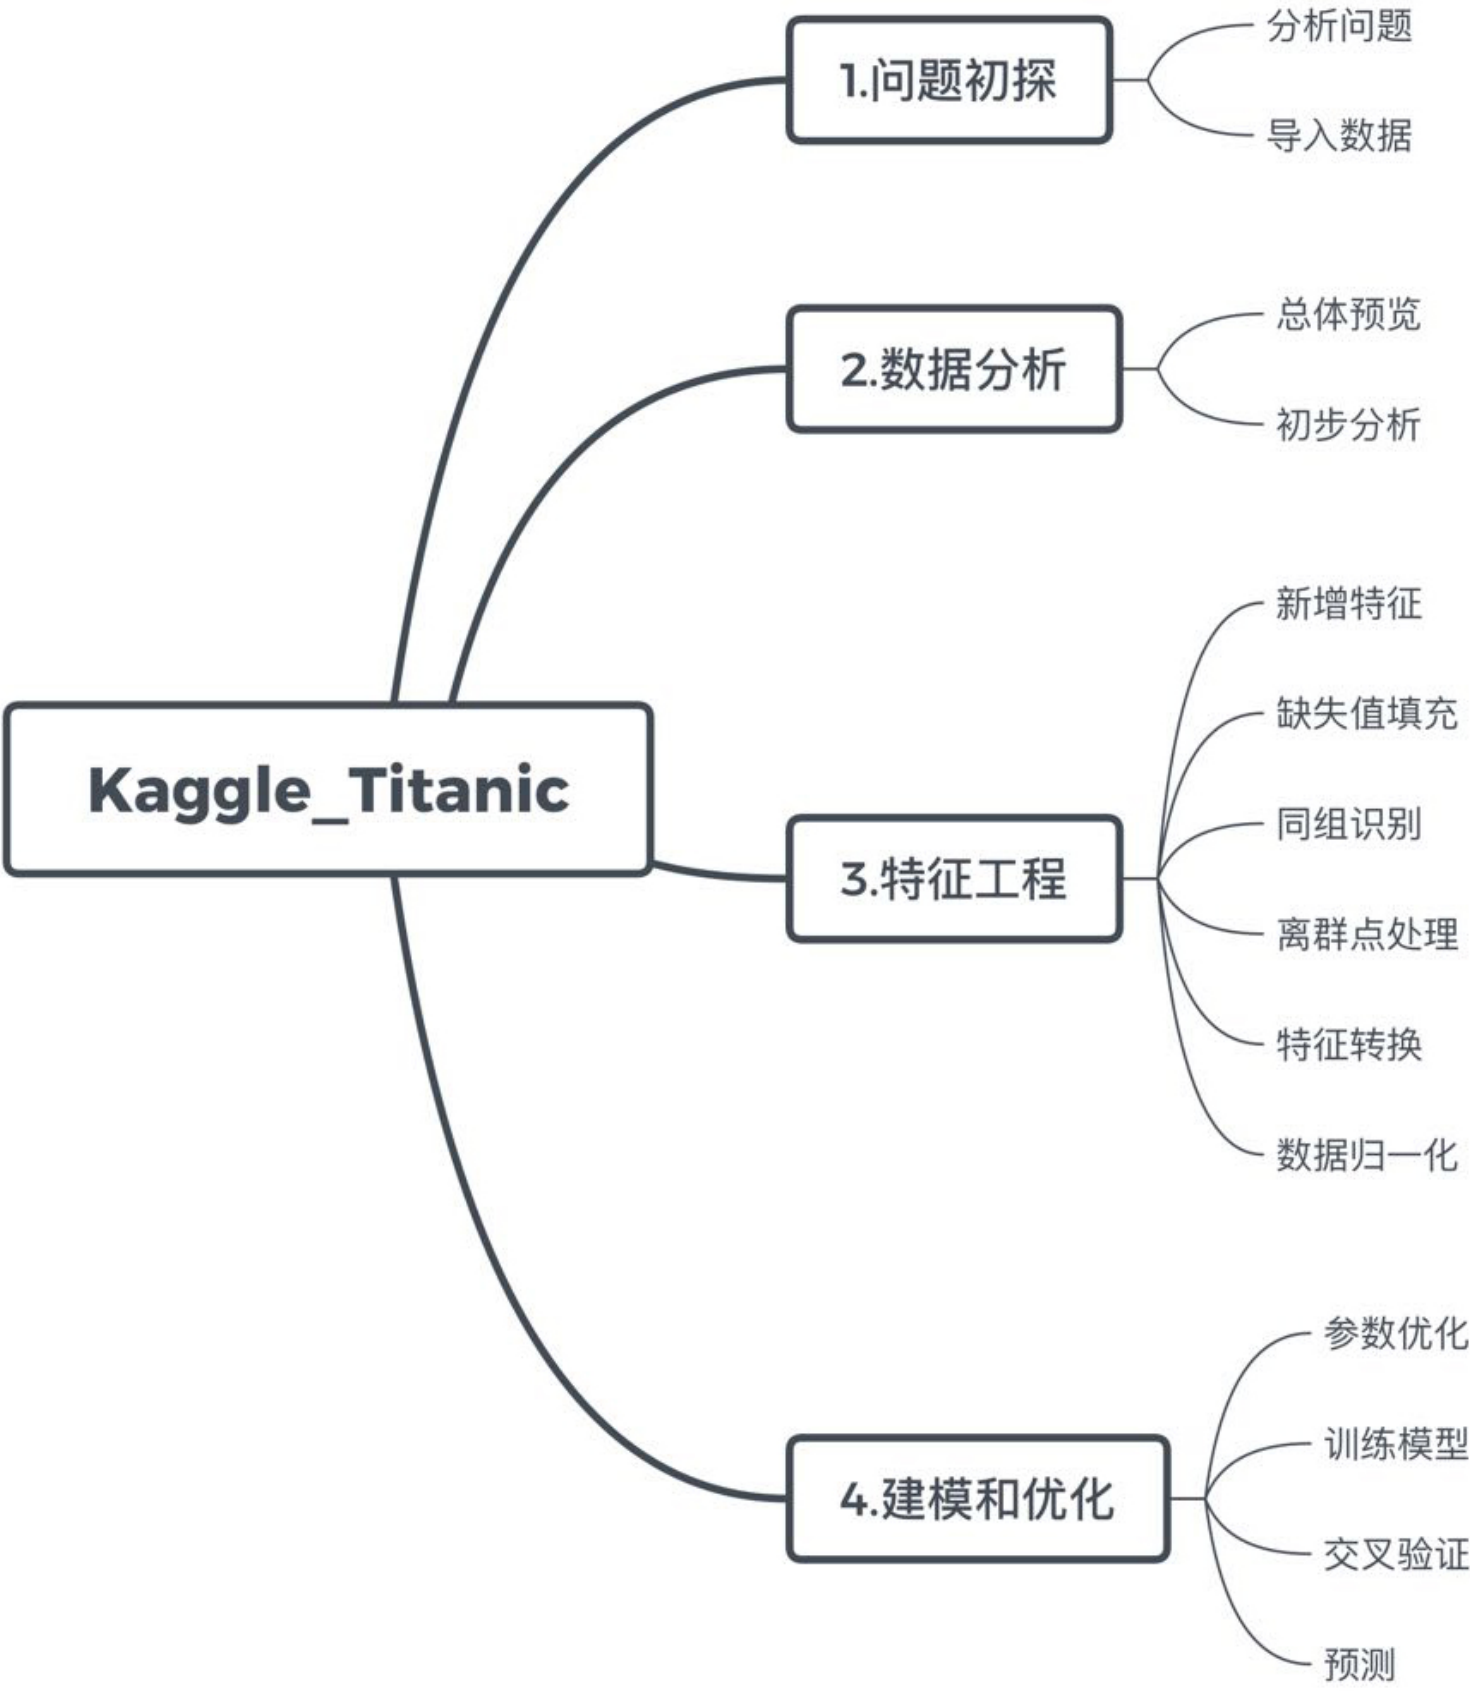 Kaggle_Titanic
1.问题初探
分析问题
导入数据
2.数据分析
总体预览
初步分析
3.特征工程
新增特征
缺失值填充
同组识别
离群点处理
特征转换
数据归一化
4.建模和优化
参数优化
训练模型
交叉验证
预测